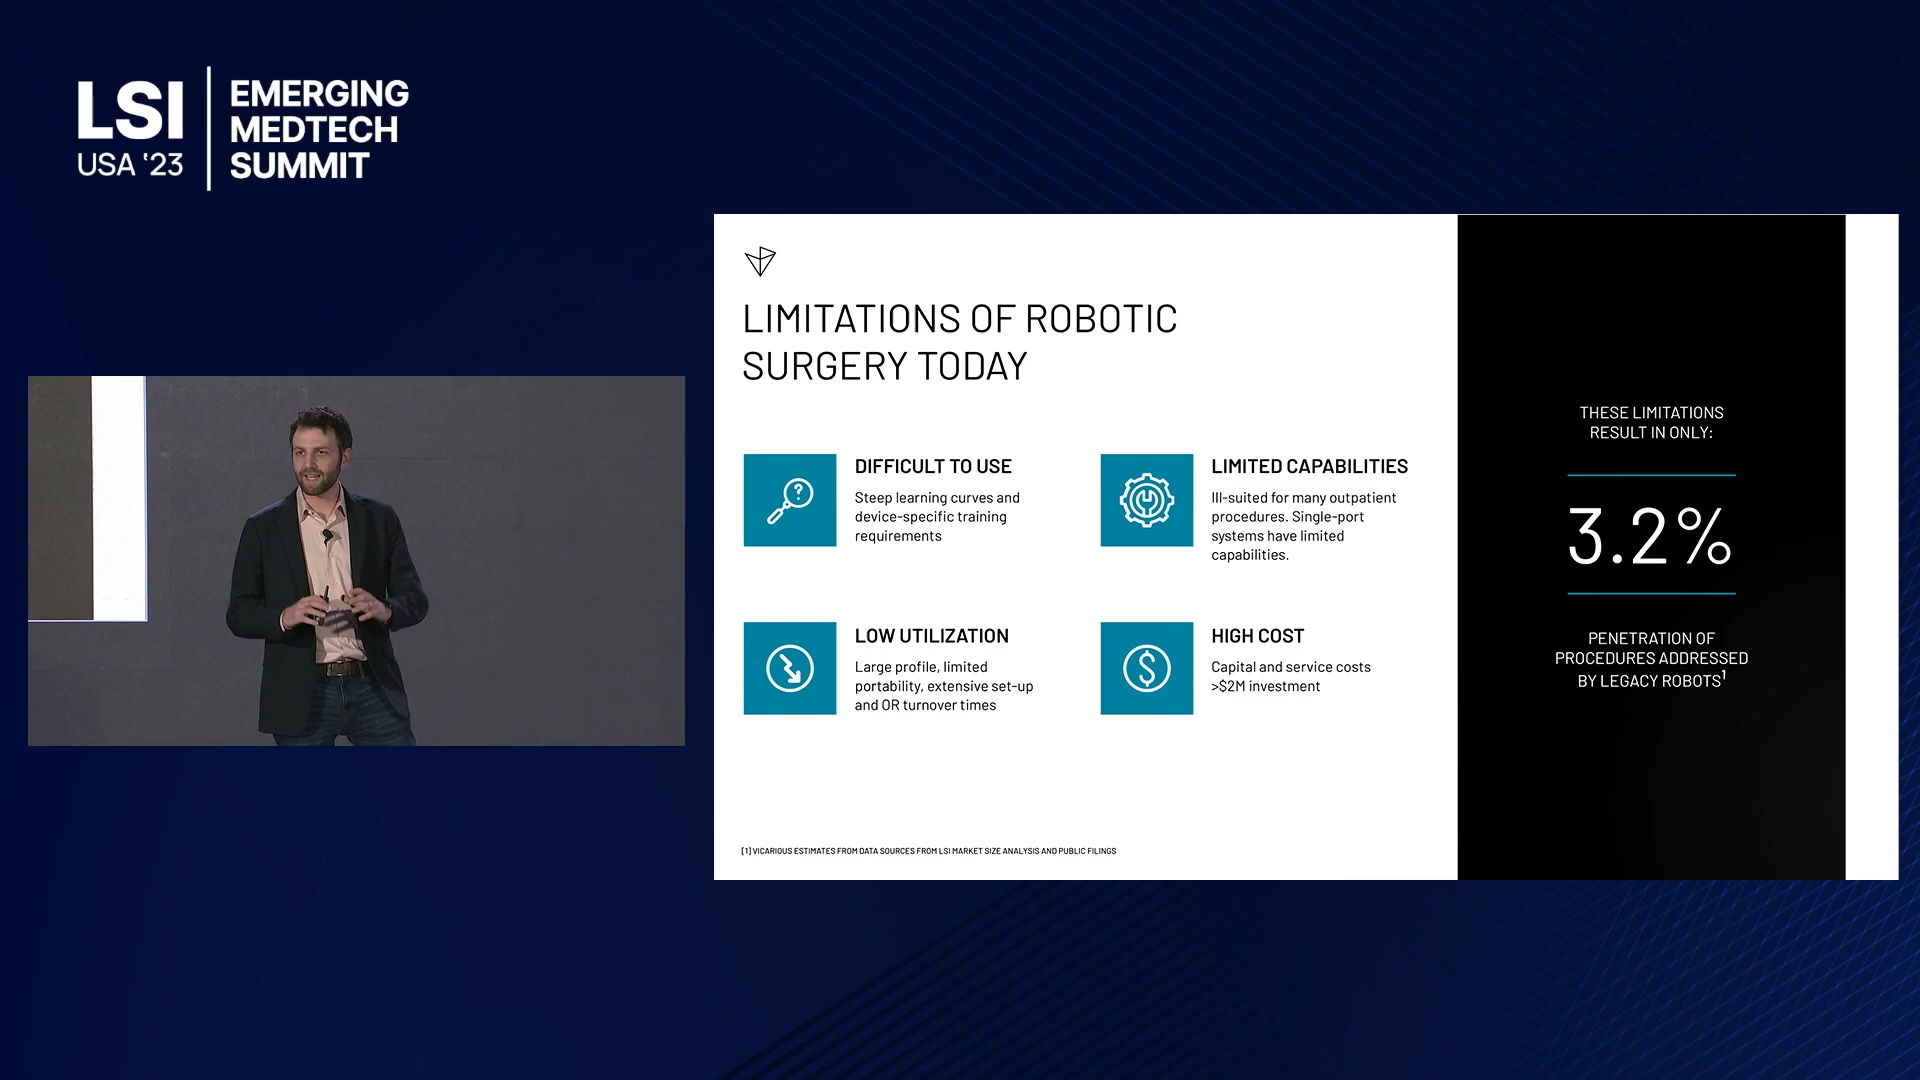 LSI
USA '23
EMERGING
MEDTECH
SUMMIT
LIMITATIONS OF ROBOTIC
SURGERY TODAY
DIFFICULT TO USE
Steep learning curves and
device-specific training
requirements
LIMITED CAPABILITIES
Ill-suited for many outpatient
procedures. Single-port
systems have limited
capabilities.
LOW UTILIZATION
Large profile, limited
portability, extensive set-up
and OR turnover times
HIGH COST
Capital and service costs
>$2M investment
[1] VICARIOUS ESTIMATES FROM DATA SOURCES FROM LSI MARKET SIZE ANALYSIS AND PUBLIC FILINGS
THESE LIMITATIONS
RESULT IN ONLY:
3.2%
PENETRATION OF
PROCEDURES ADDRESSED
BY LEGACY ROBOTS¹